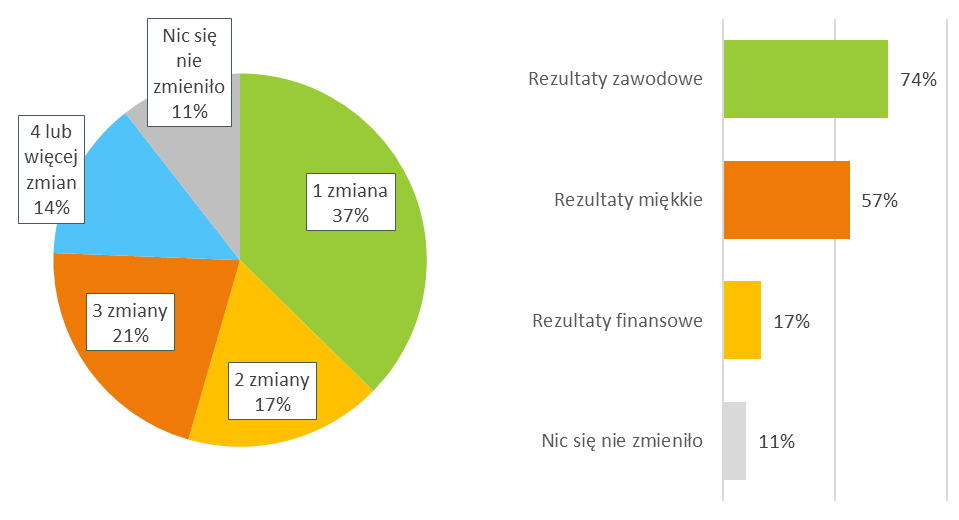 Nic się
nie
zmieniło
11%
4 lub
więcej
zmian
14%
1 zmiana
37%
3 zmiany
21%
2 zmiany
17%
Rezultaty zawodowe
74%
Rezultaty miękkie
57%
Rezultaty finansowe
17%
Nic się nie zmieniło
11%